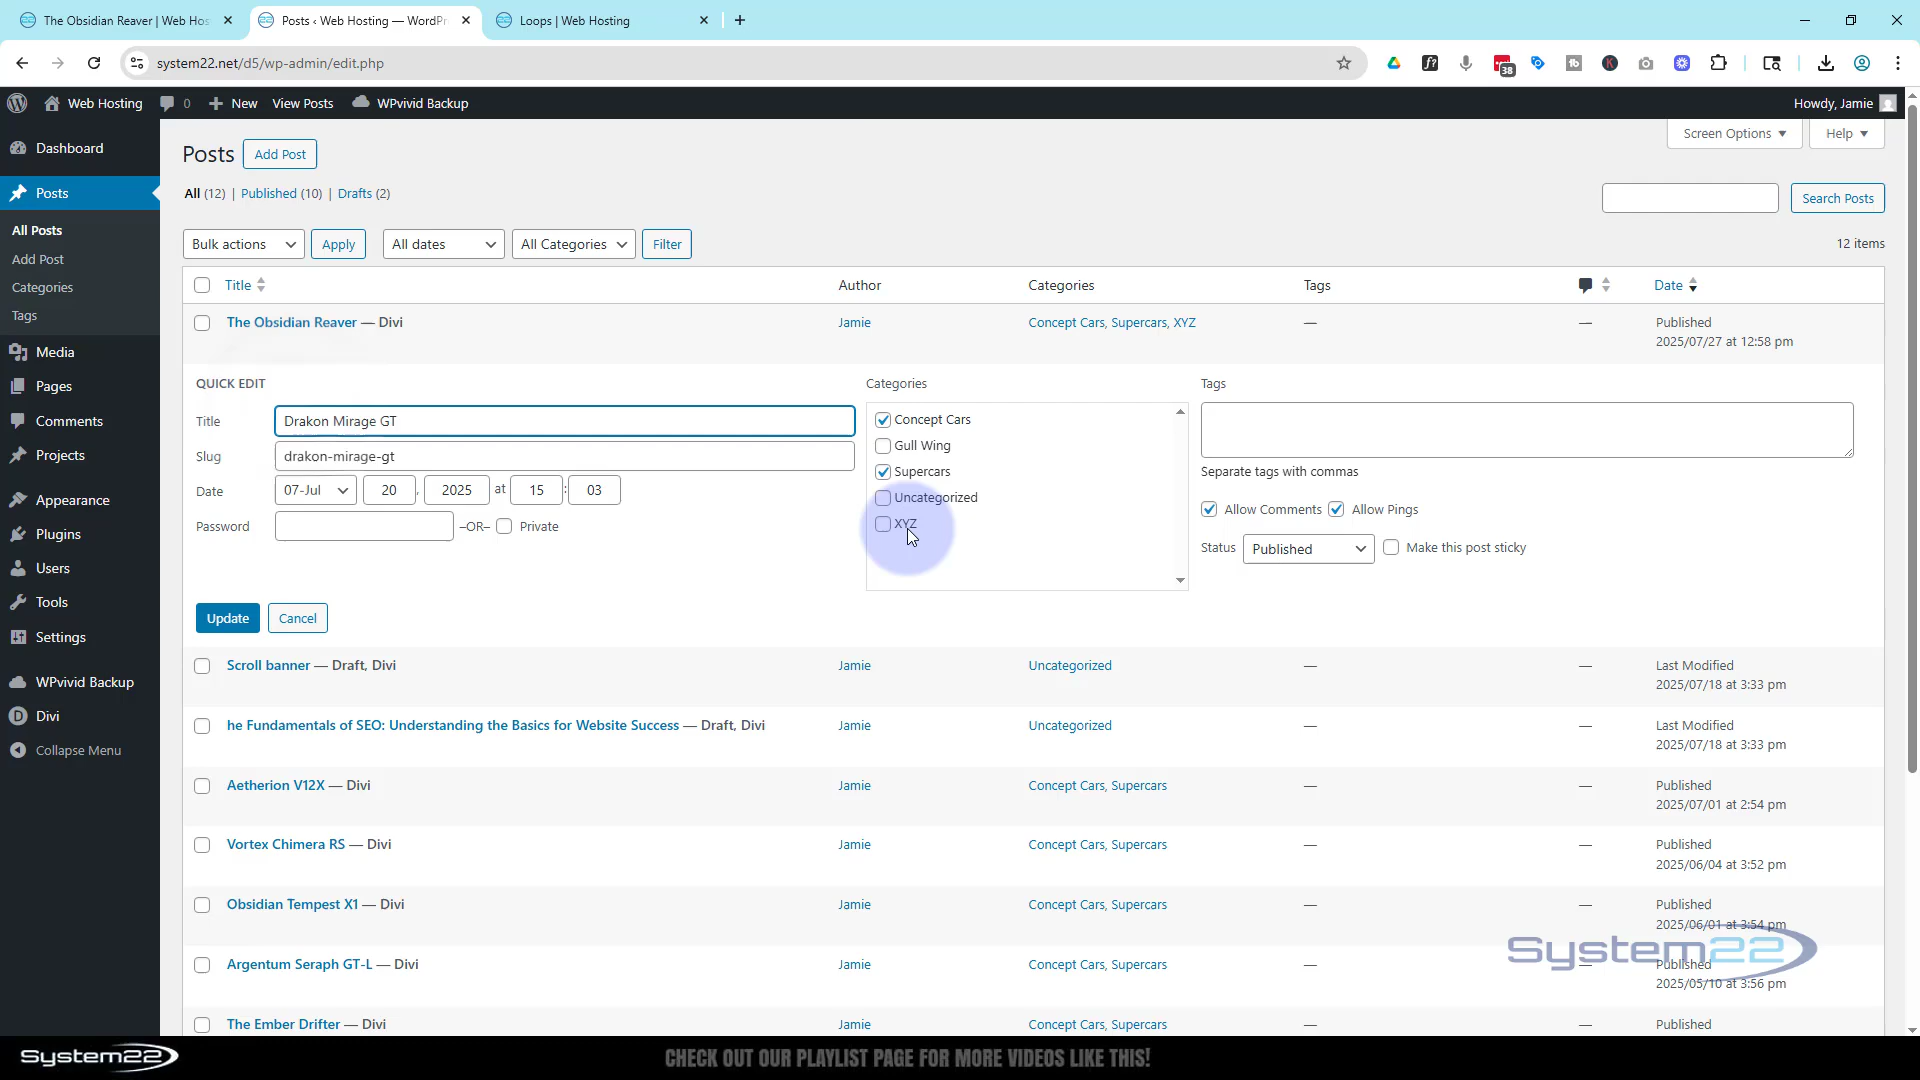 The Obsidian Reaver | Web Hos
Posts ‹ Web Hosting — WordPr
Loops | Web Hosting
system22.net/d5/wp-admin/edit.php
38
Web Hosting
0
New
View Posts
WPvivid Backup
Howdy, Jamie
Dashboard
Posts
All Posts
Add Post
Categories
Tags
Media
Pages
Comments
Projects
Appearance
Plugins
Users
Tools
Settings
WPvivid Backup
Divi
Collapse Menu
Screen Options
Help
Posts
Add Post
All (12) | Published (10) | Drafts (2)
Search Posts
Bulk actions
Apply
All dates
All Categories
Filter
12 items
Title
Author
Categories
Tags
Date
The Obsidian Reaver — Divi
Jamie
Concept Cars, Supercars, XYZ
—
—
Published
2025/07/27 at 12:58 pm
QUICK EDIT
Title
Drakon Mirage GT
Slug
drakon-mirage-gt
Date
07-Jul 20 , 2025 at 15 : 03
Password
–OR– Private
Categories
Concept Cars
Gull Wing
Supercars
Uncategorized
XYZ
Tags
Separate tags with commas
Allow Comments
Allow Pings
Status
Published
Make this post sticky
Update
Cancel
Scroll banner — Draft, Divi
Jamie
Uncategorized
—
—
Last Modified
2025/07/18 at 3:33 pm
he Fundamentals of SEO: Understanding the Basics for Website Success — Draft, Divi
Jamie
Uncategorized
—
—
Last Modified
2025/07/18 at 3:33 pm
Aetherion V12X — Divi
Jamie
Concept Cars, Supercars
—
—
Published
2025/07/01 at 2:54 pm
Vortex Chimera RS — Divi
Jamie
Concept Cars, Supercars
—
—
Published
2025/06/04 at 3:52 pm
Obsidian Tempest X1 — Divi
Jamie
Concept Cars, Supercars
—
—
Published
2025/06/01 at 3:54 pm
Argentum Seraph GT-L — Divi
Jamie
Concept Cars, Supercars
—
—
Published
2025/05/10 at 3:56 pm
The Ember Drifter — Divi
Jamie
Concept Cars, Supercars
—
—
Published
System22
System22
CHECK OUT OUR PLAYLIST PAGE FOR MORE VIDEOS LIKE THIS!